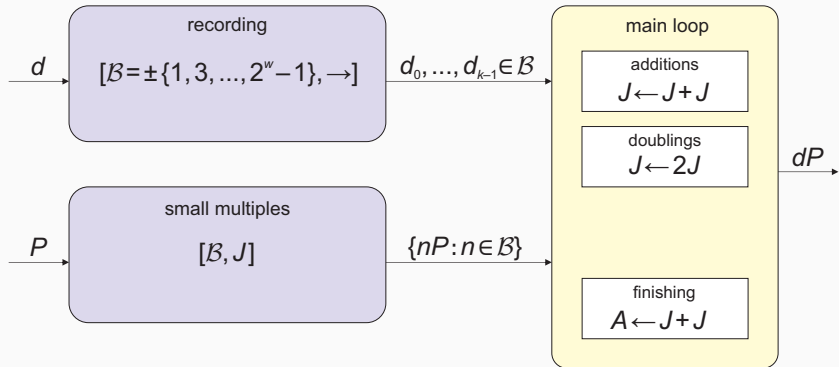 recording
d
[ℬ=±{1, 3, ..., 2^w–1}, →]
d_0, ..., d_{k–1} ∈ ℬ
small multiples
P
[ℬ, J]
{nP : n ∈ ℬ}
main loop
additions
J ← J + J
doublings
J ← 2J
finishing
A ← J + J
dP